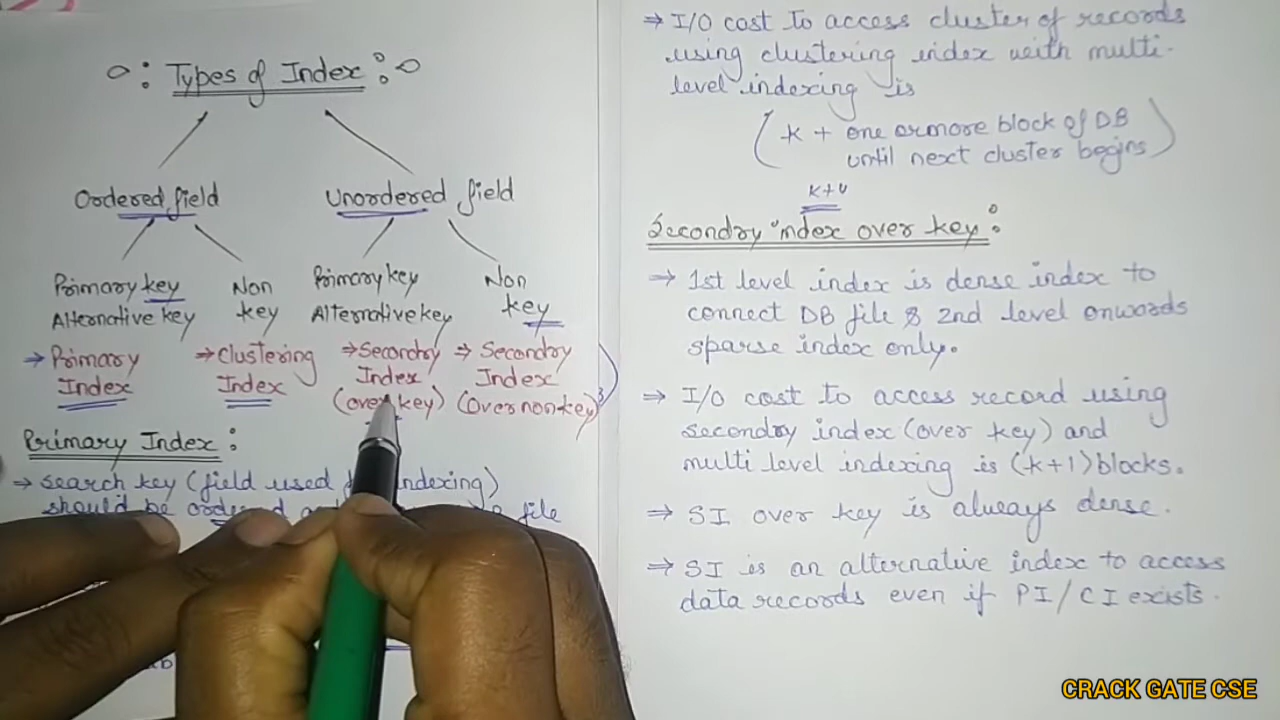 Types of Index
Ordered field
Unordered field
Primary key
Alternative key
Non
key
Primary key
Alternative key
Non
key
→ Primary
Index
→ Clustering
Index
→ Secondry
Index
(over key)
→ Secondry
Index
(over non key)
Primary Index :
→ search key (field used indexing)
should be file
→ I/O cost to access cluster of records
using clustering index with multi-
level indexing is
(k + one or more block of DB
until next cluster begins)
Secondry index over key :
→ 1st level index is dense index to
connect DB file & 2nd level onwords
sparse index only.
→ I/O cost to access record using
secondry index (over key) and
multi level indexing is (k+1) blocks.
→ SI over key is always dense.
→ SI is an alternative index to access
data records even if PI/CI exists.
CRACK GATE CSE